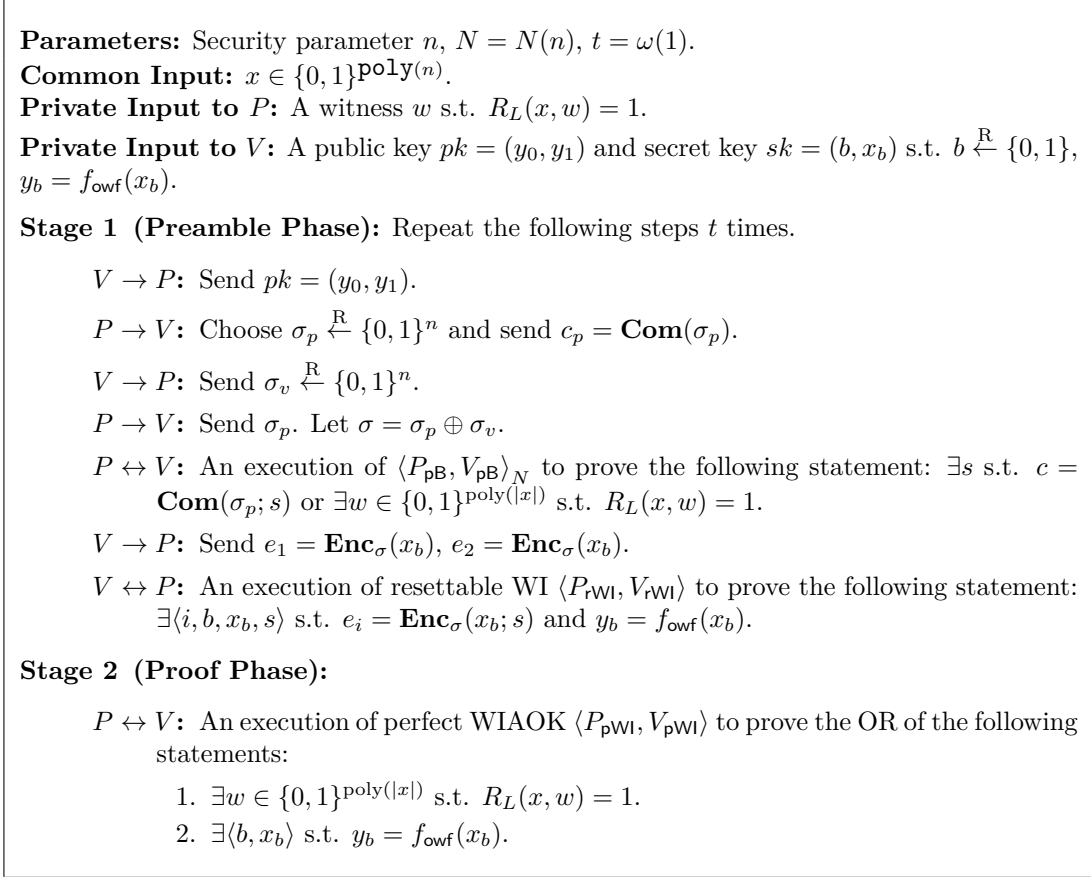 Parameters: Security parameter n, N = N(n), t = ω(1).
Common Input: x ∈ {0, 1}^poly(n).
Private Input to P: A witness w s.t. R_L(x, w) = 1.
Private Input to V: A public key pk = (y_0, y_1) and secret key sk = (b, x_b) s.t. b ←^R {0, 1},
y_b = f_owf(x_b).
Stage 1 (Preamble Phase): Repeat the following steps t times.
V → P: Send pk = (y_0, y_1).
P → V: Choose σ_p ←^R {0, 1}^n and send c_p = Com(σ_p).
V → P: Send σ_v ←^R {0, 1}^n.
P → V: Send σ_p. Let σ = σ_p ⊕ σ_v.
P ↔ V: An execution of ⟨P_pB, V_pB⟩_N to prove the following statement: ∃s s.t. c =
Com(σ_p; s) or ∃w ∈ {0, 1}^poly(|x|) s.t. R_L(x, w) = 1.
V → P: Send e_1 = Enc_σ(x_b), e_2 = Enc_σ(x_b).
V ↔ P: An execution of resettable WI ⟨P_rWI, V_rWI⟩ to prove the following statement:
∃⟨i, b, x_b, s⟩ s.t. e_i = Enc_σ(x_b; s) and y_b = f_owf(x_b).
Stage 2 (Proof Phase):
P ↔ V: An execution of perfect WIAOK ⟨P_pWI, V_pWI⟩ to prove the OR of the following
statements:
1. ∃w ∈ {0, 1}^poly(|x|) s.t. R_L(x, w) = 1.
2. ∃⟨b, x_b⟩ s.t. y_b = f_owf(x_b).